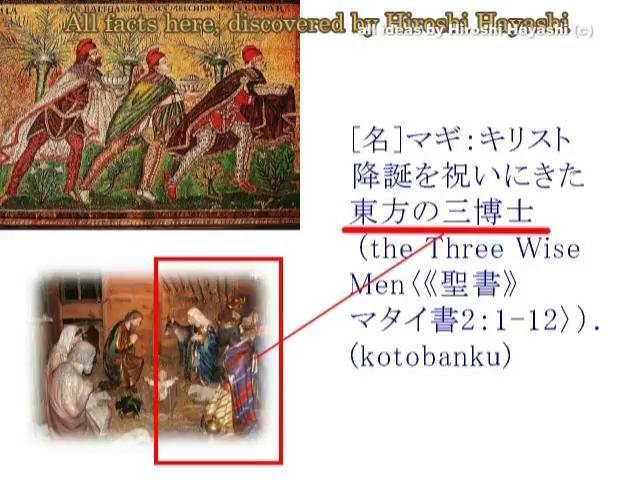 All facts here, discovered by Hiroshi Hayashi
all ideas by Hiroshi Hayashi (c)
[名]マギ：キリスト
降誕を祝いにきた
東方の三博士
(the Three Wise
Men〈《聖書》
マタイ書2：1-12〉).
(kotobanku)